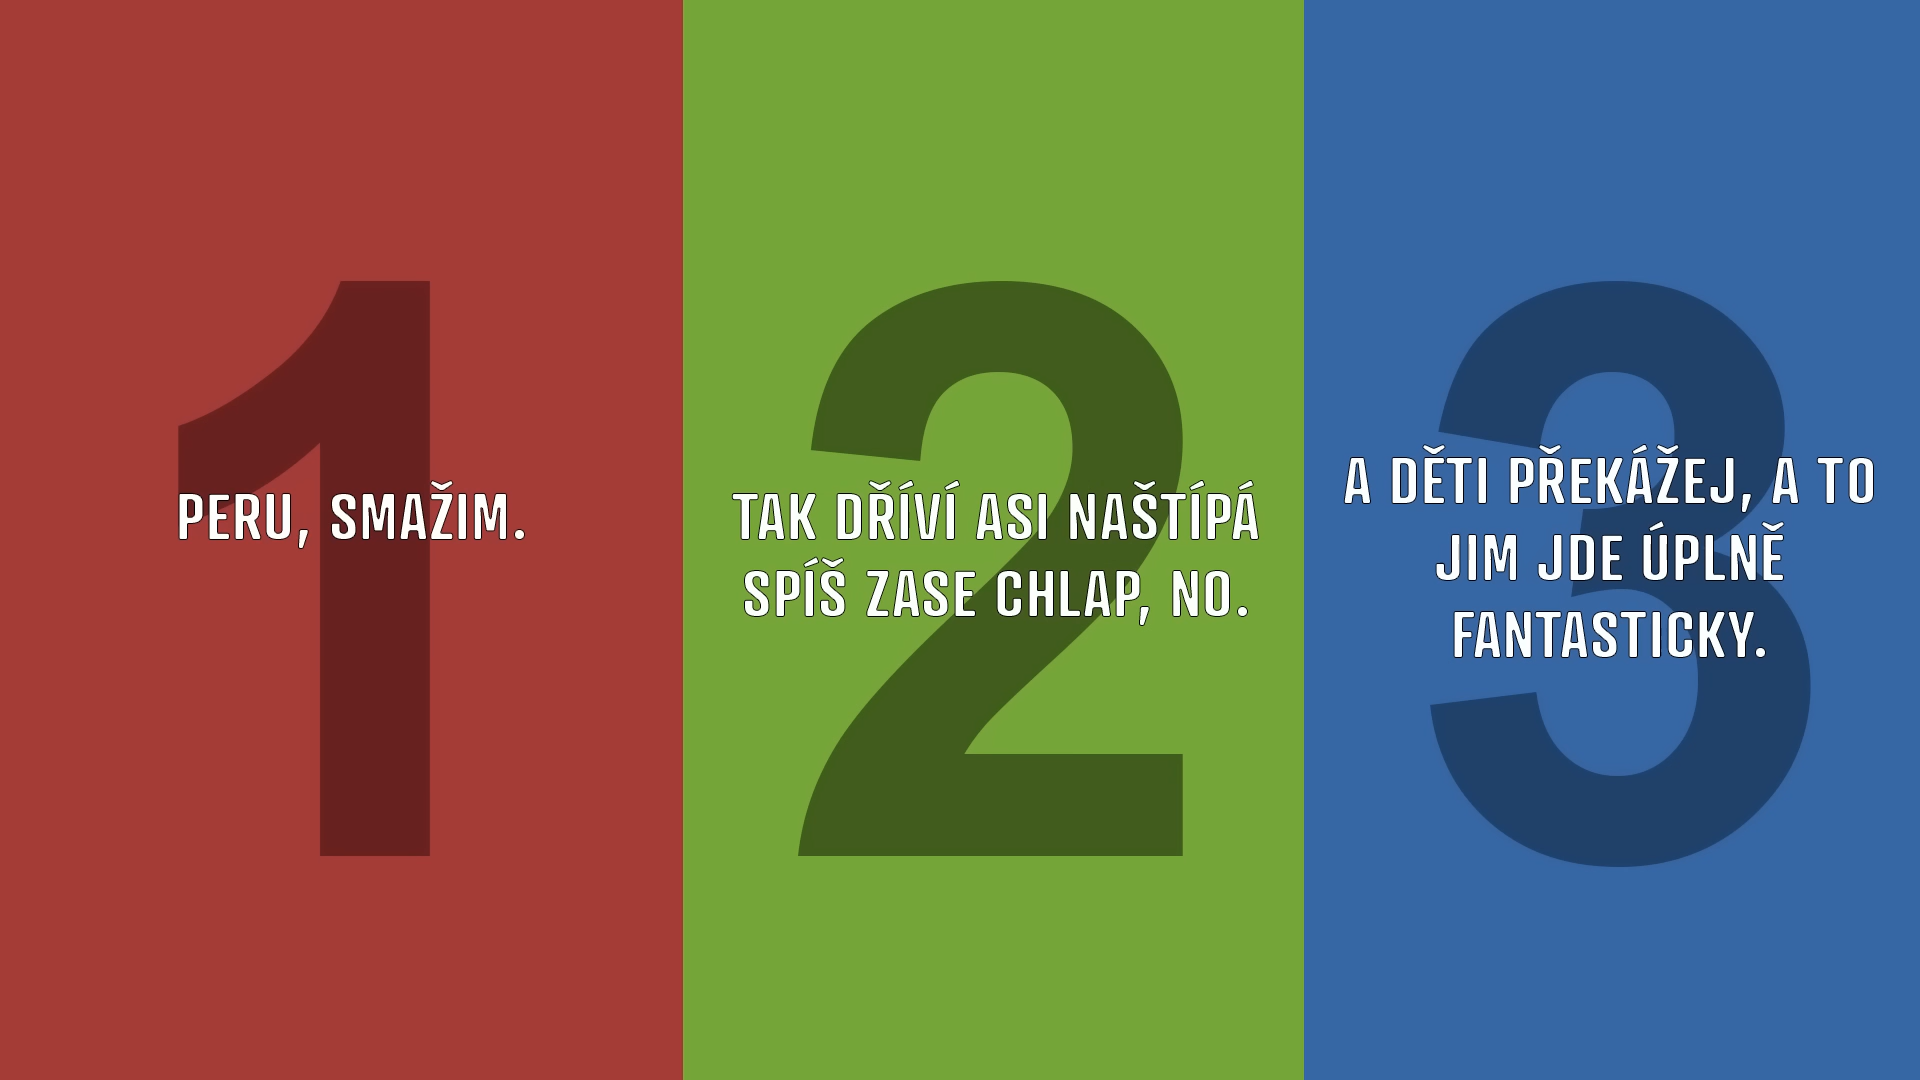 1
PERU, SMAŽIM.
2
TAK DŘÍVÍ ASI NAŠTÍPÁ
SPÍŠ ZASE CHLAP, NO.
3
A DĚTI PŘEKÁŽEJ, A TO
JIM JDE ÚPLNĚ
FANTASTICKY.